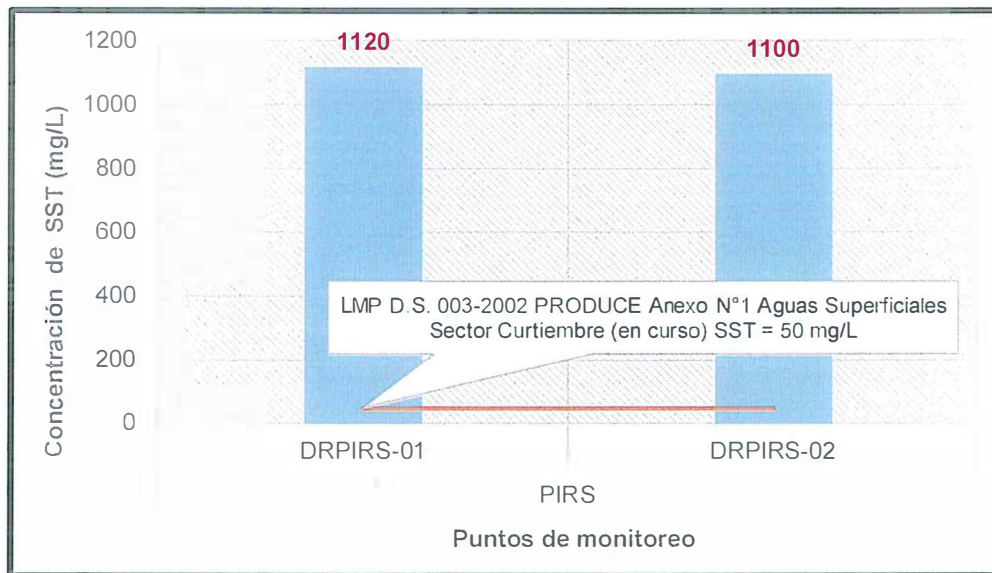 1200
1120
1100
1000
800
600
400
200
0
Concentración de SST (mg/L)
LMP D.S. 003-2002 PRODUCE Anexo N°1 Aguas Superficiales
Sector Curtiembre (en curso) SST = 50 mg/L
DRPIRS-01
DRPIRS-02
PIRS
Puntos de monitoreo